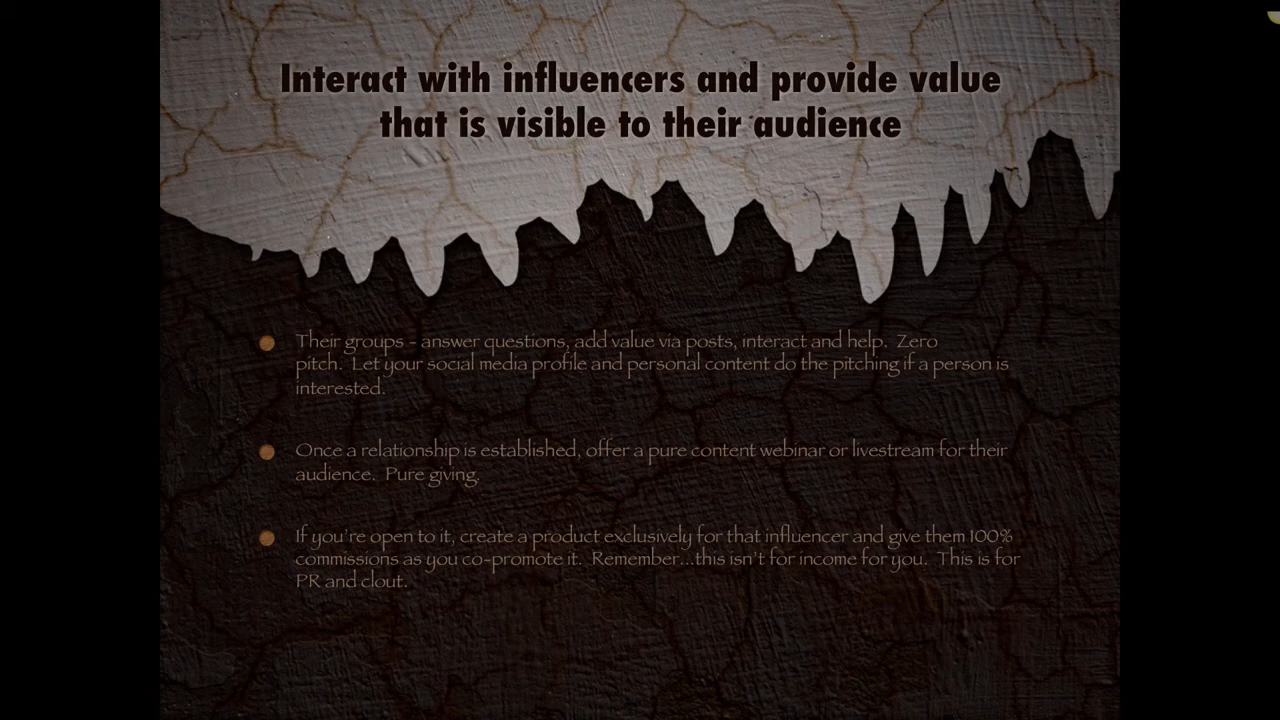 Interact with influencers and provide value
that is visible to their audience
Their groups - answer questions, add value via posts, interact and help.  Zero
pitch.  Let your social media profile and personal content do the pitching if a person is
interested.
Once a relationship is established, offer a pure content webinar or livestream for their
audience.  Pure giving.
If you're open to it, create a product exclusively for that influencer and give them 100%
commissions as you co-promote it.  Remember...this isn't for income for you.  This is for
PR and clout.